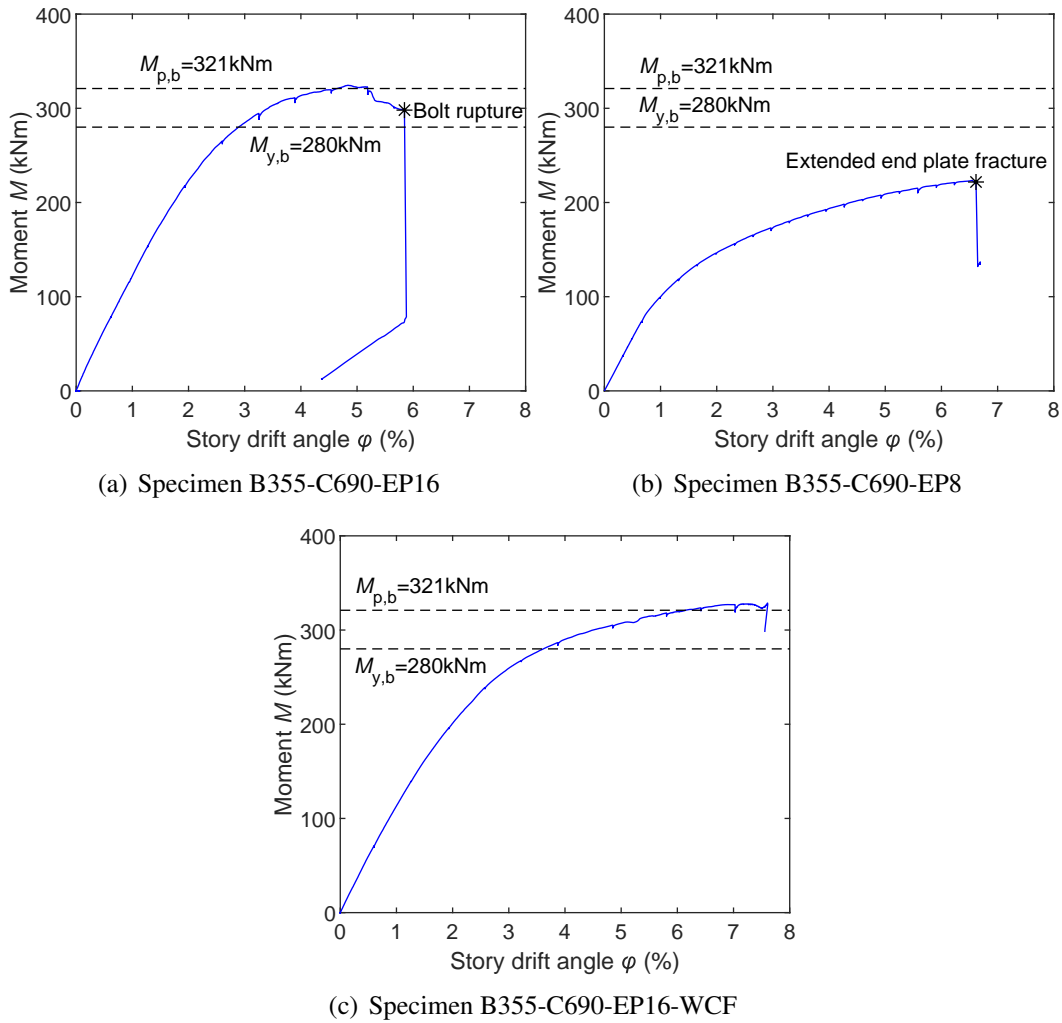 400
300
200
100
0
Moment M (kNm)
M_p,b=321kNm
M_y,b=280kNm
Bolt rupture
0 1 2 3 4 5 6 7 8
Story drift angle φ (%)
(a) Specimen B355-C690-EP16
400
300
200
100
0
Moment M (kNm)
M_p,b=321kNm
M_y,b=280kNm
Extended end plate fracture
0 1 2 3 4 5 6 7 8
Story drift angle φ (%)
(b) Specimen B355-C690-EP8
400
300
200
100
0
Moment M (kNm)
M_p,b=321kNm
M_y,b=280kNm
0 1 2 3 4 5 6 7 8
Story drift angle φ (%)
(c) Specimen B355-C690-EP16-WCF